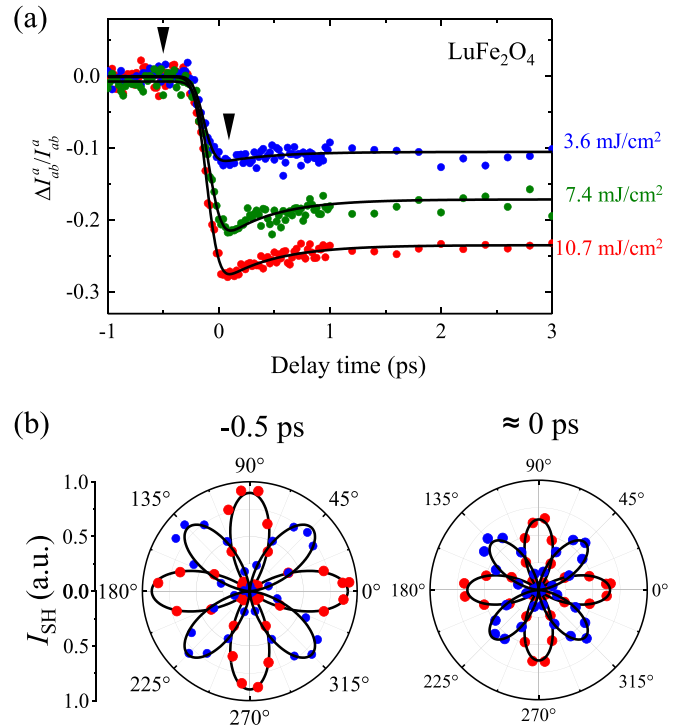 (a)
LuFe₂O₄
ΔIᵃab/Iᵃab
0.0
-0.1
-0.2
-0.3
3.6 mJ/cm²
7.4 mJ/cm²
10.7 mJ/cm²
-1 0 1 2 3
Delay time (ps)
(b)
-0.5 ps ≈ 0 ps
I_SH (a.u.)
1.0
0.5
0.0
0.5
1.0
90°
135° 45°
180° 0°
225° 315°
270°
90°
135° 45°
180° 0°
225° 315°
270°